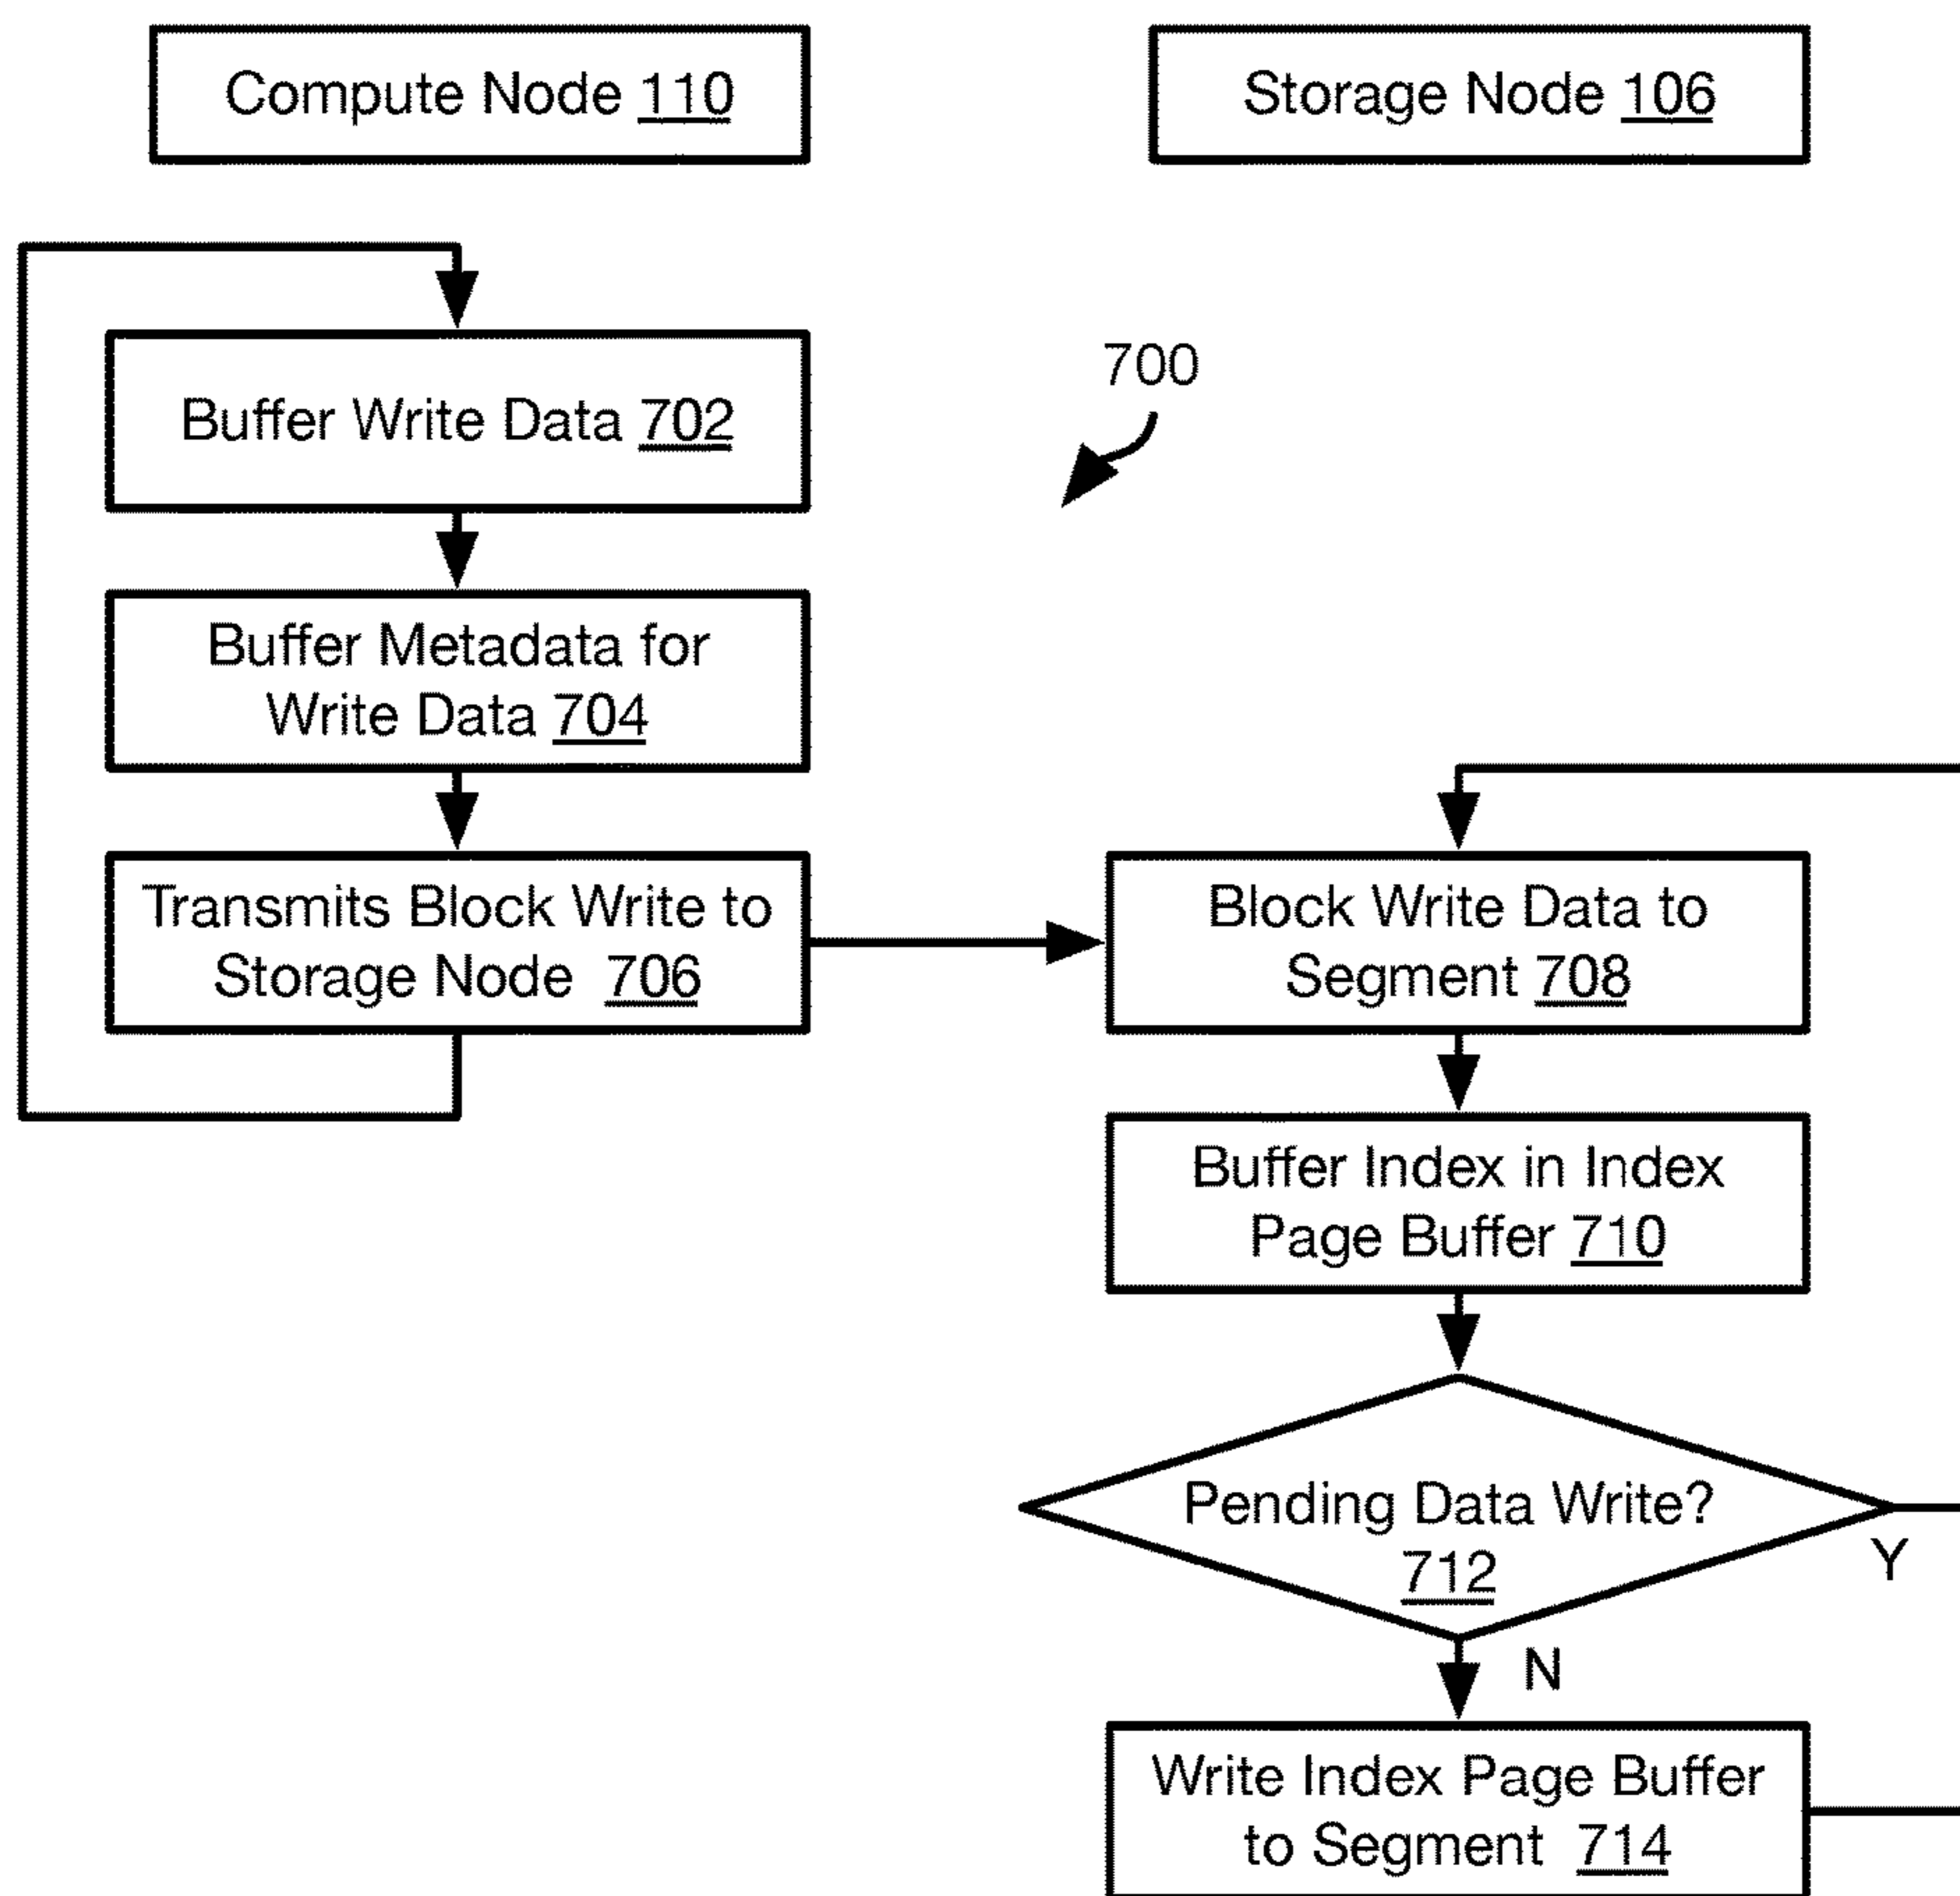 Compute Node 110
Storage Node 106
700
Buffer Write Data 702
Buffer Metadata for
Write Data 704
Transmits Block Write to
Storage Node 706
Block Write Data to
Segment 708
Buffer Index in Index
Page Buffer 710
Pending Data Write?
712
Y
N
Write Index Page Buffer
to Segment 714